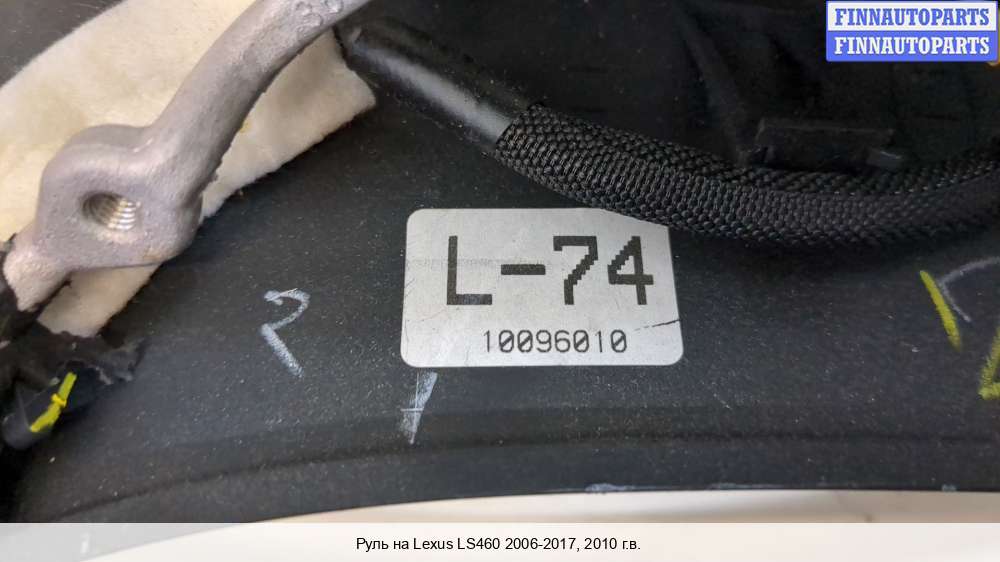 FINNAUTOPARTS
FINNAUTOPARTS
L-74
10096010
Руль на Lexus LS460 2006-2017, 2010 г.в.